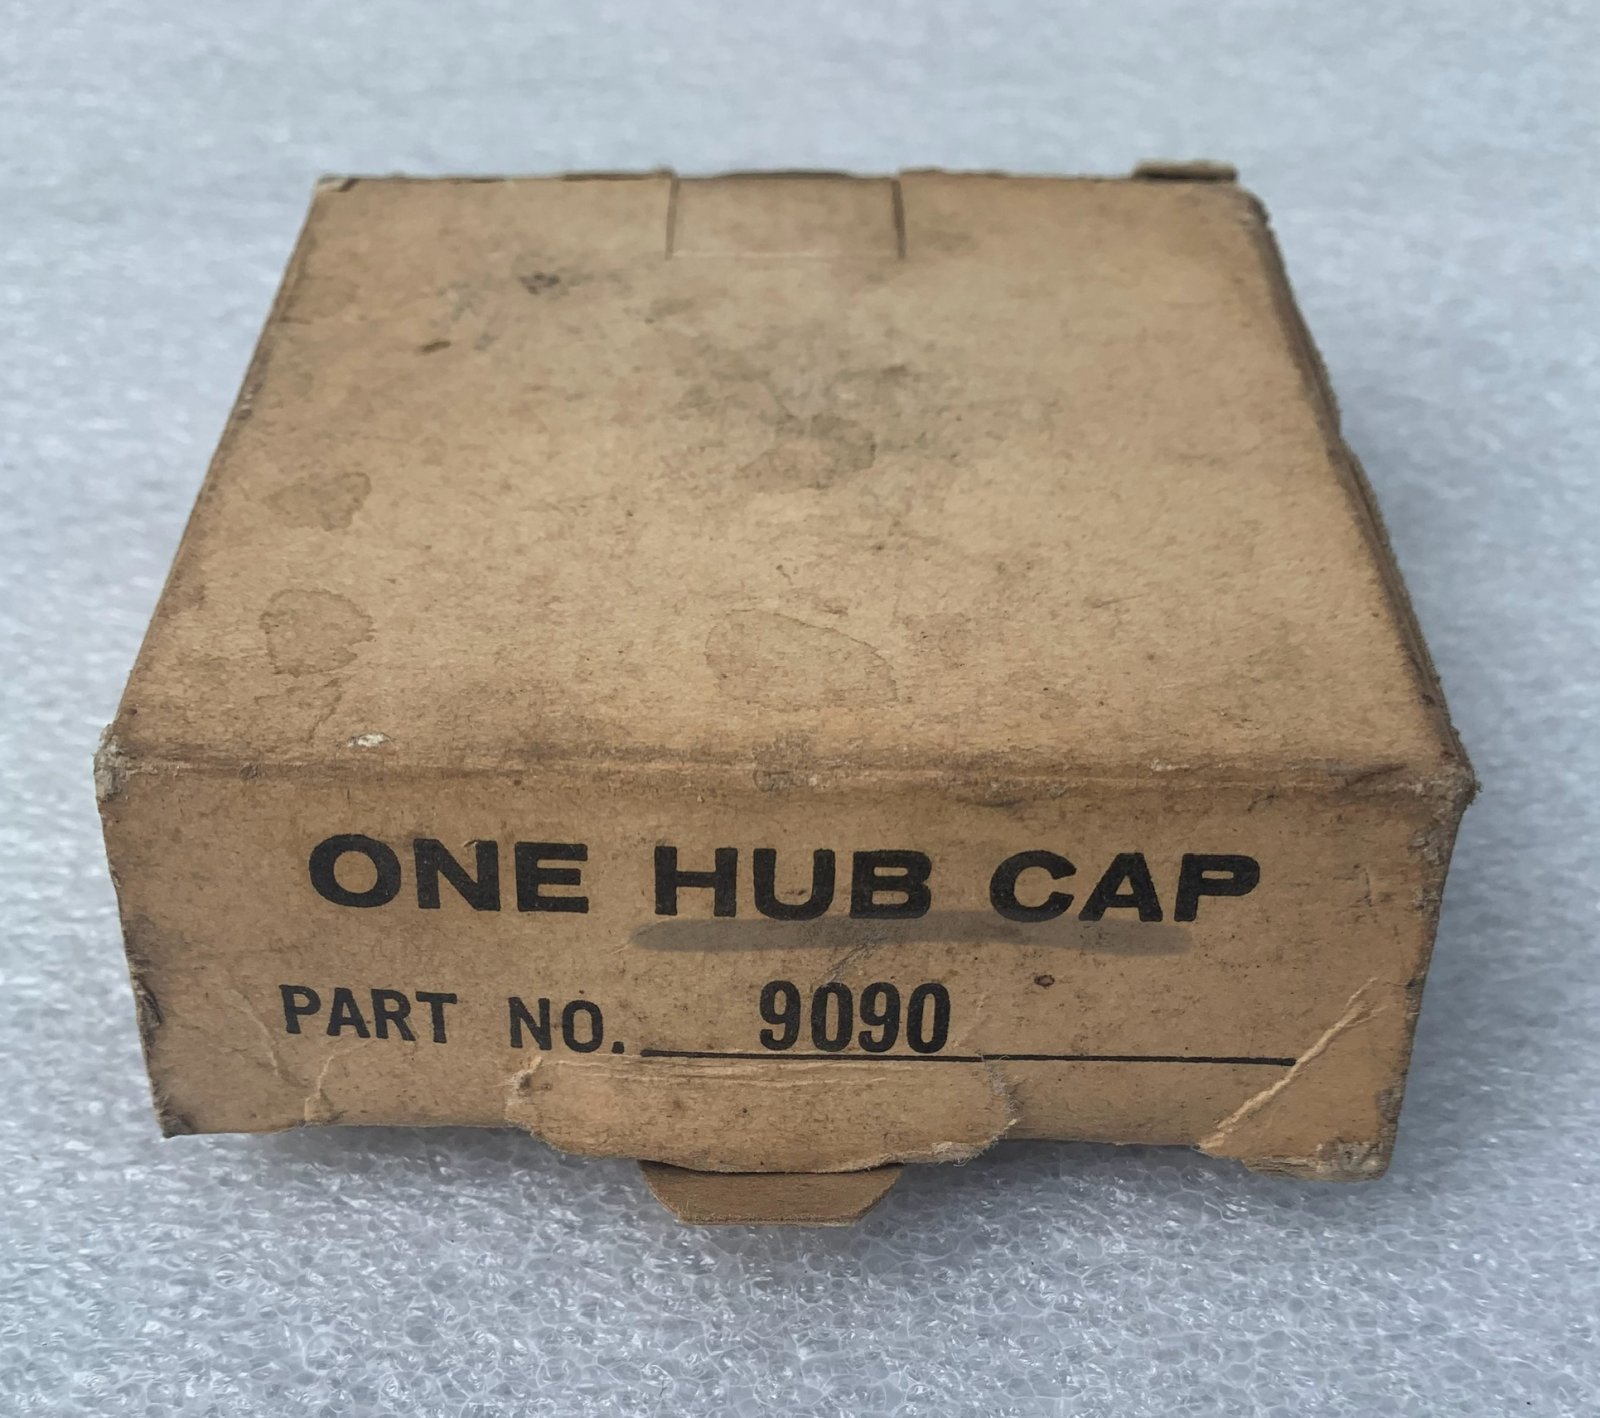 ONE HUB CAP
PART NO. 9090